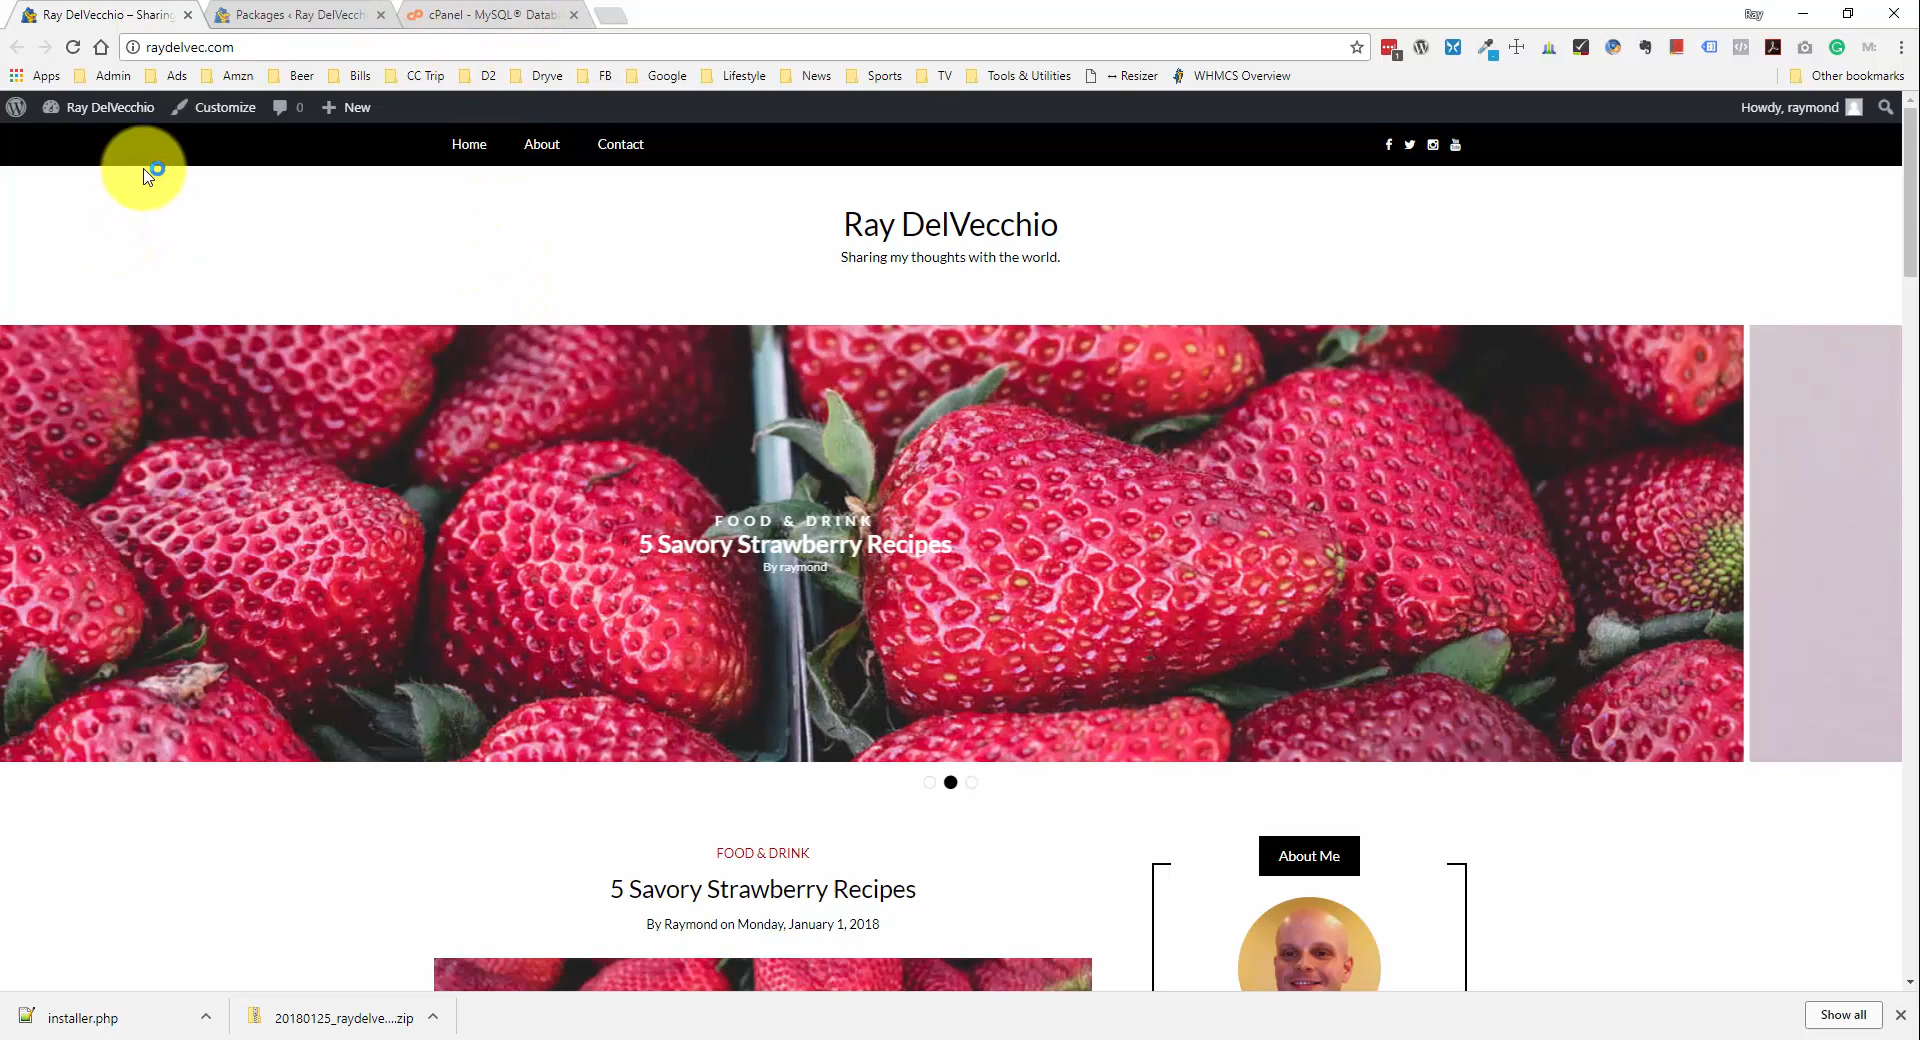 Ray DelVecchio – Sharing
Packages ‹ Ray DelVecch
cPanel - MySQL® Datab
Ray
raydelvec.com
Apps Admin Ads Amzn Beer Bills CC Trip D2 Dryve FB Google Lifestyle News Sports TV Tools & Utilities ↔ Resizer WHMCS Overview Other bookmarks
Ray DelVecchio Customize 0 New Howdy, raymond
Home About Contact
Ray DelVecchio
Sharing my thoughts with the world.
FOOD & DRINK
5 Savory Strawberry Recipes
By raymond
FOOD & DRINK
5 Savory Strawberry Recipes
By Raymond on Monday, January 1, 2018
About Me
installer.php
20180125_raydelve....zip
Show all